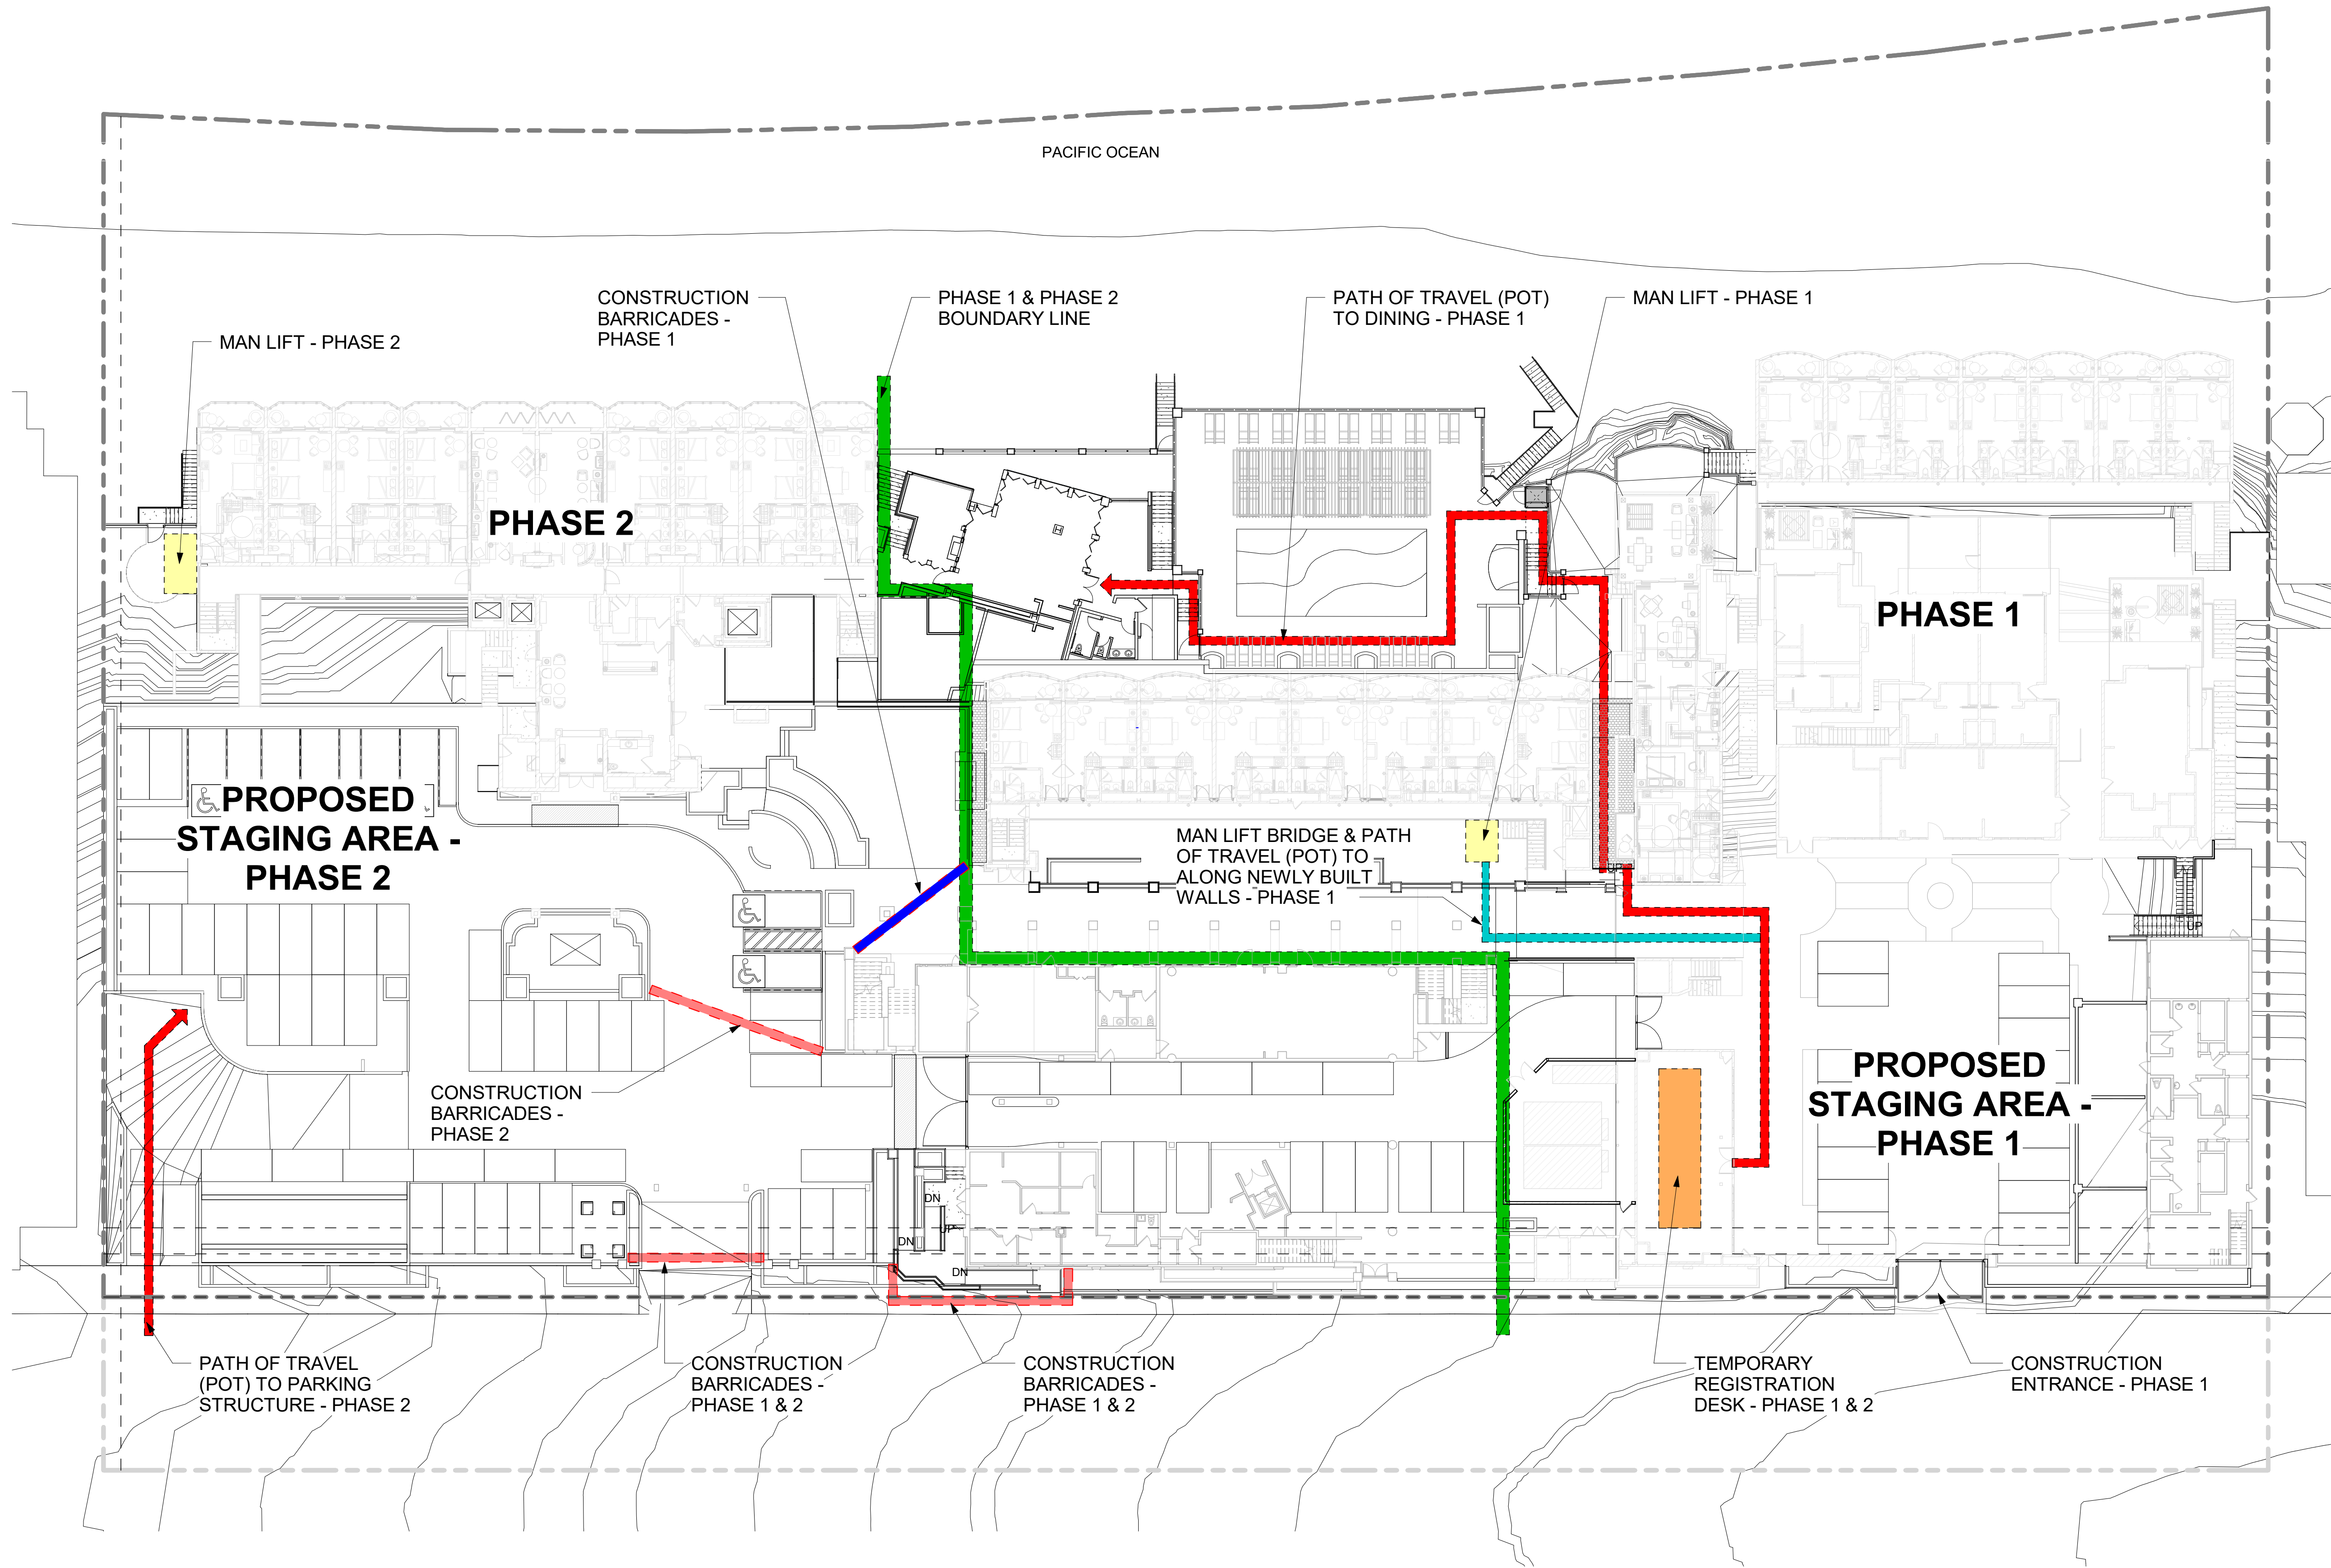 PACIFIC OCEAN
CONSTRUCTION
BARRICADES -
PHASE 1
PHASE 1 & PHASE 2
BOUNDARY LINE
PATH OF TRAVEL (POT)
TO DINING - PHASE 1
MAN LIFT - PHASE 1
MAN LIFT - PHASE 2
PHASE 2
PHASE 1
PROPOSED
STAGING AREA -
PHASE 2
MAN LIFT BRIDGE & PATH
OF TRAVEL (POT) TO
ALONG NEWLY BUILT
WALLS - PHASE 1
UP
UP
PROPOSED
STAGING AREA -
PHASE 1
CONSTRUCTION
BARRICADES -
PHASE 2
DN
UP
DN
DN
PATH OF TRAVEL
(POT) TO PARKING
STRUCTURE - PHASE 2
CONSTRUCTION
BARRICADES -
PHASE 1 & 2
CONSTRUCTION
BARRICADES -
PHASE 1 & 2
TEMPORARY
REGISTRATION
DESK - PHASE 1 & 2
CONSTRUCTION
ENTRANCE - PHASE 1